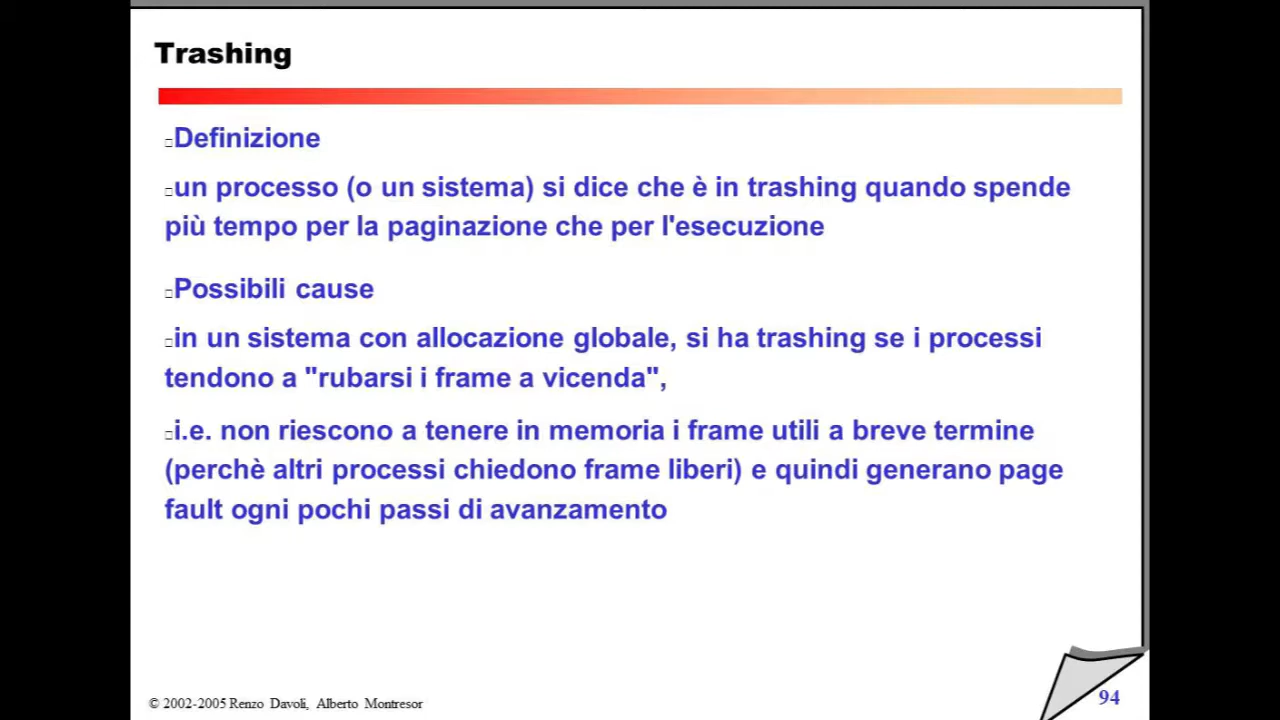 Trashing
Definizione
un processo (o un sistema) si dice che è in trashing quando spende
più tempo per la paginazione che per l'esecuzione
Possibili cause
in un sistema con allocazione globale, si ha trashing se i processi
tendono a "rubarsi i frame a vicenda",
i.e. non riescono a tenere in memoria i frame utili a breve termine
(perchè altri processi chiedono frame liberi) e quindi generano page
fault ogni pochi passi di avanzamento
© 2002-2005 Renzo Davoli, Alberto Montresor
94